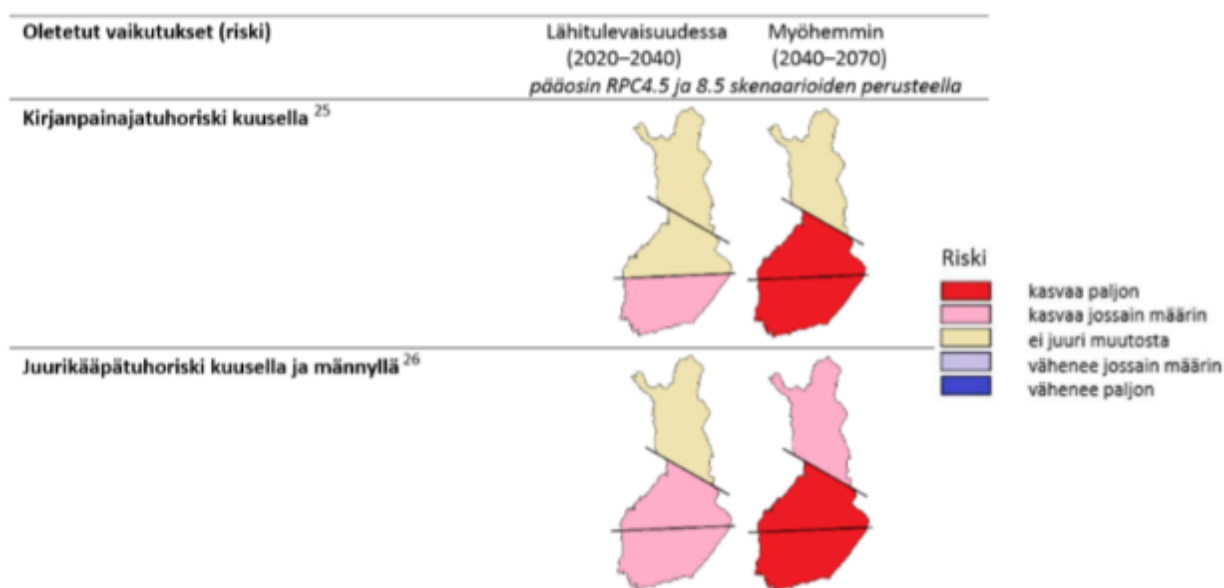 Oletetut vaikutukset (riski)
Lähitulevaisuudessa
(2020–2040)
Myöhemmin
(2040–2070)
pääosin RPC4.5 ja 8.5 skenaarioiden perusteella
Kirjanpainajatuhoriski kuusella 25
Riski
kasvaa paljon
kasvaa jossain määrin
ei juuri muutosta
vähenee jossain määrin
vähenee paljon
Juurikääpätuhoriski kuusella ja männyllä 26